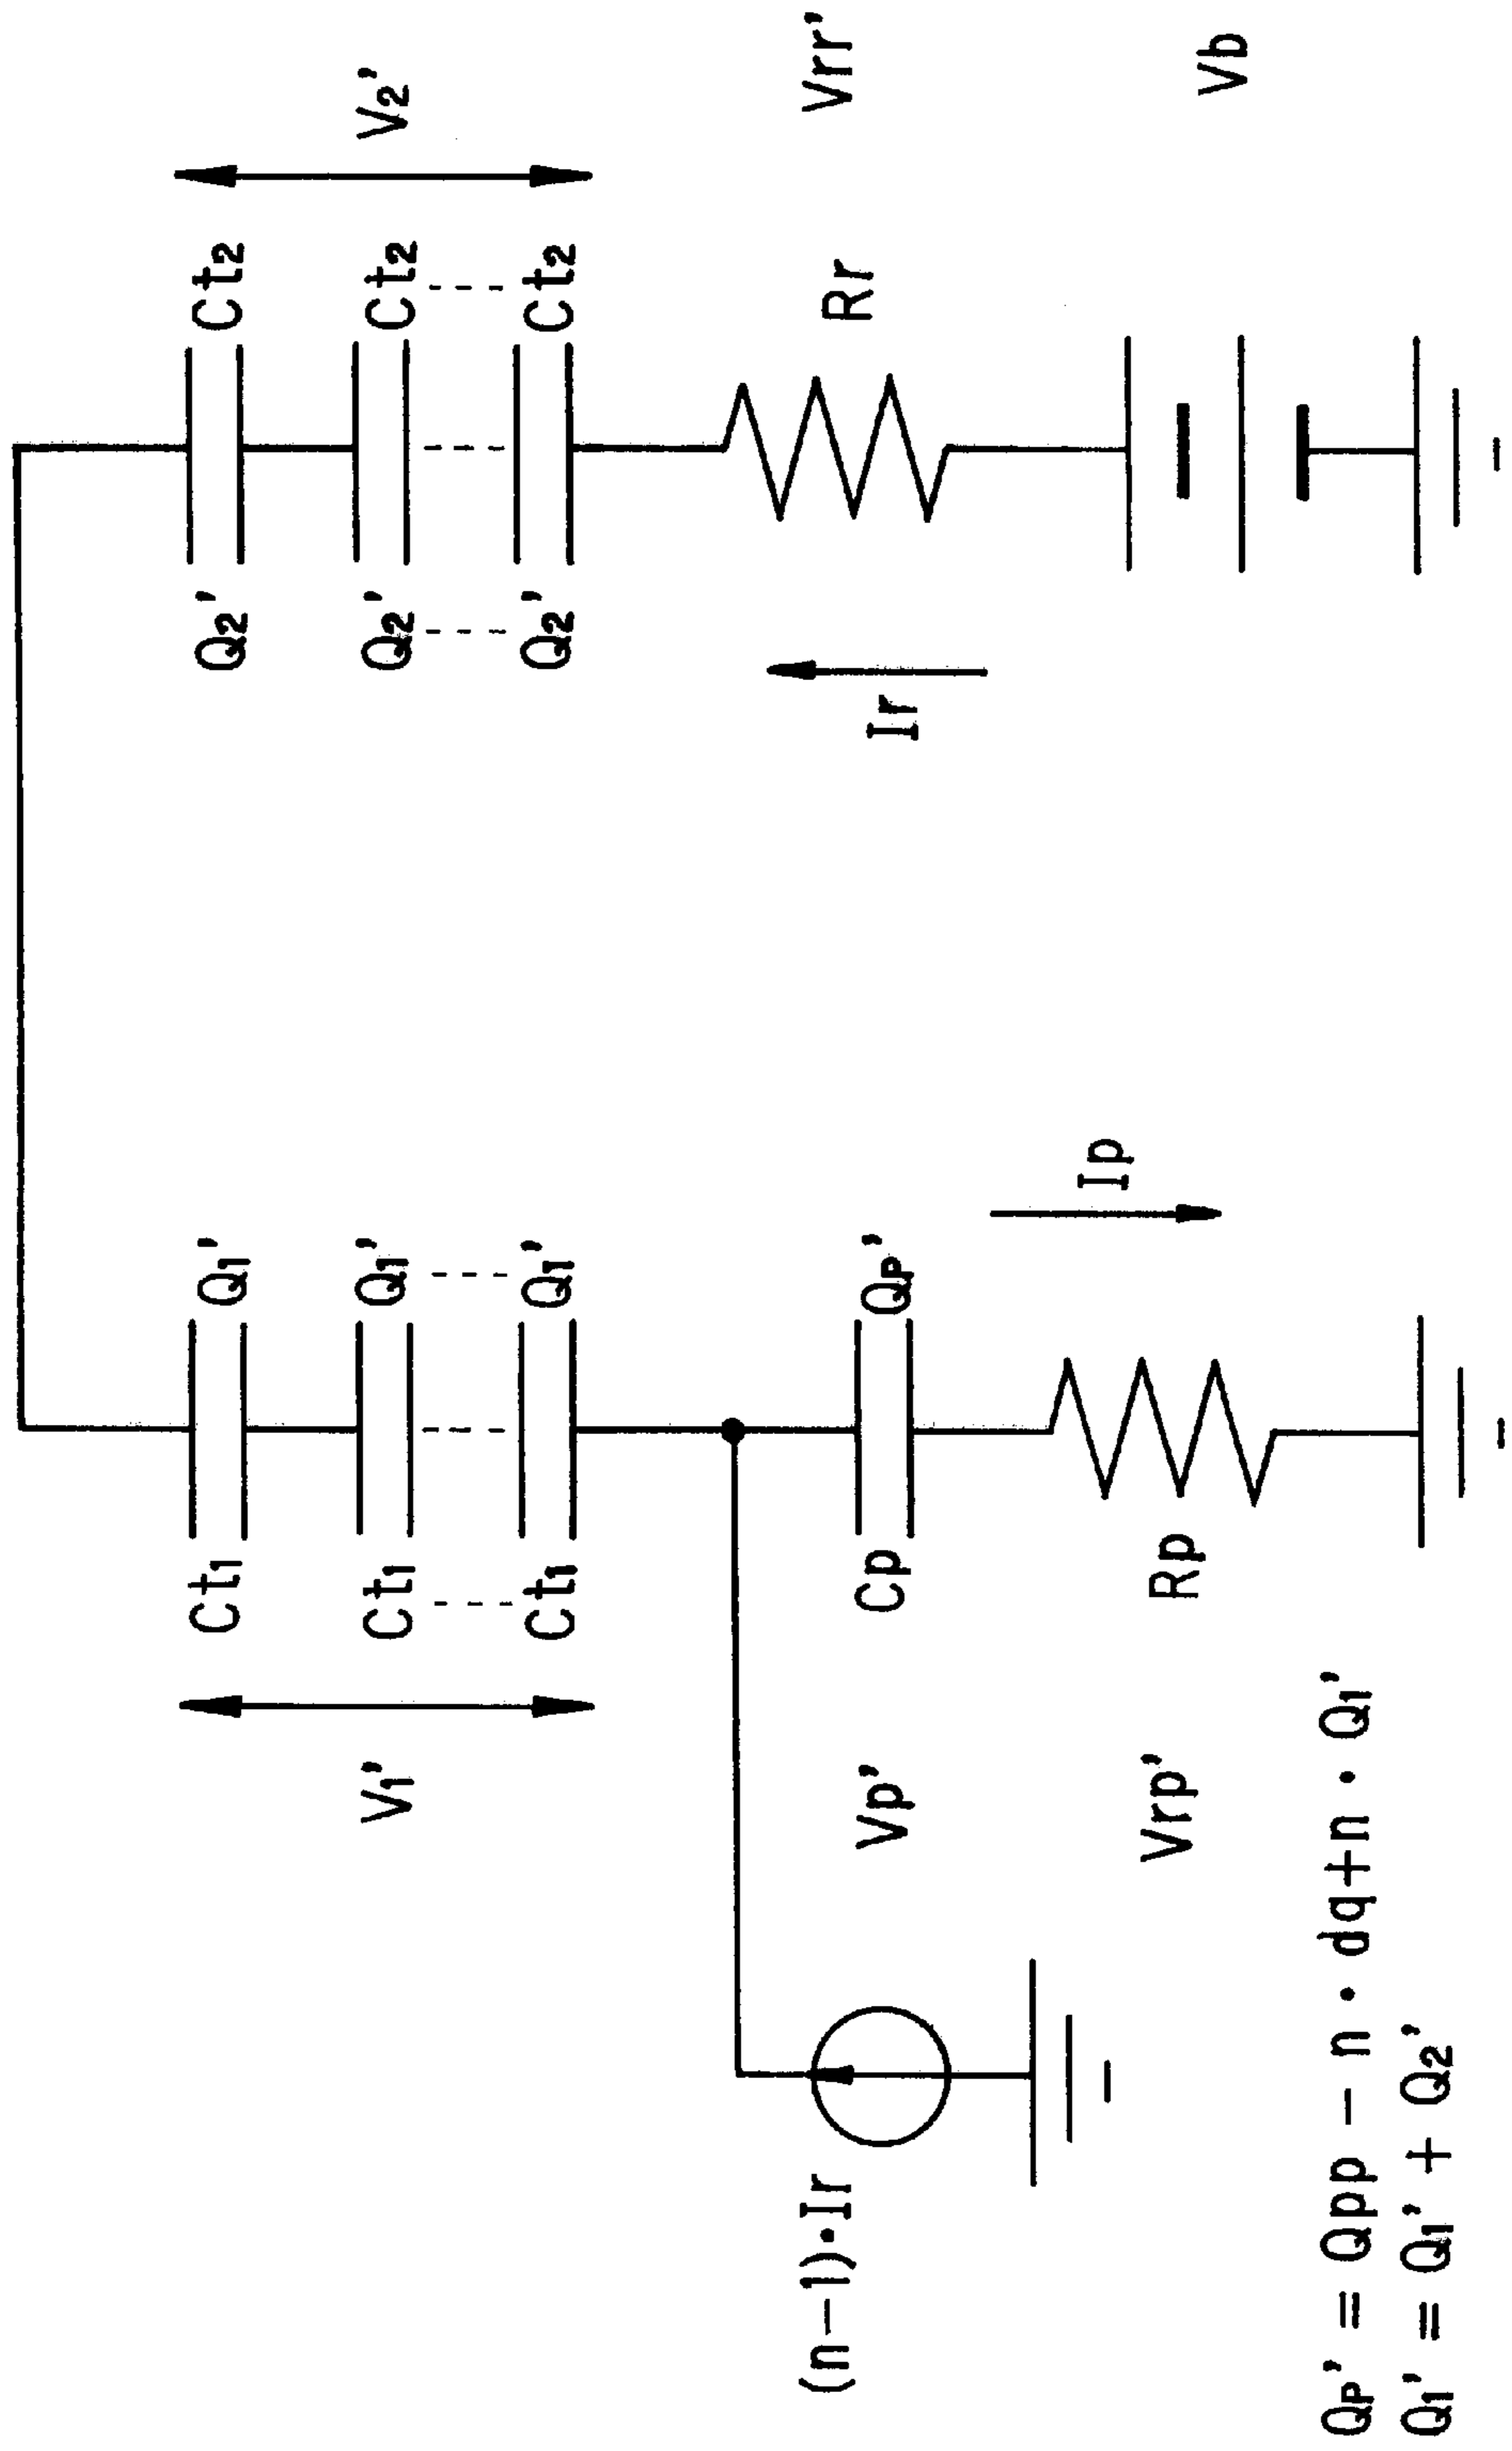 Ct₁ Q₁' Q₂' Ct₂
V₁' Ct₁ Q₁' Q₂' Ct₂ V₂'
Ct₁ Q₁' Q₂' Ct₂
(n−1)•Ir Vp' Cp Qp' Ir Rr Vrr'
Vrp' Rp Ip Vb
Qp' = Qpp − n • dq+n • Q₁'
Q₁' = Q₁' + Q₂'